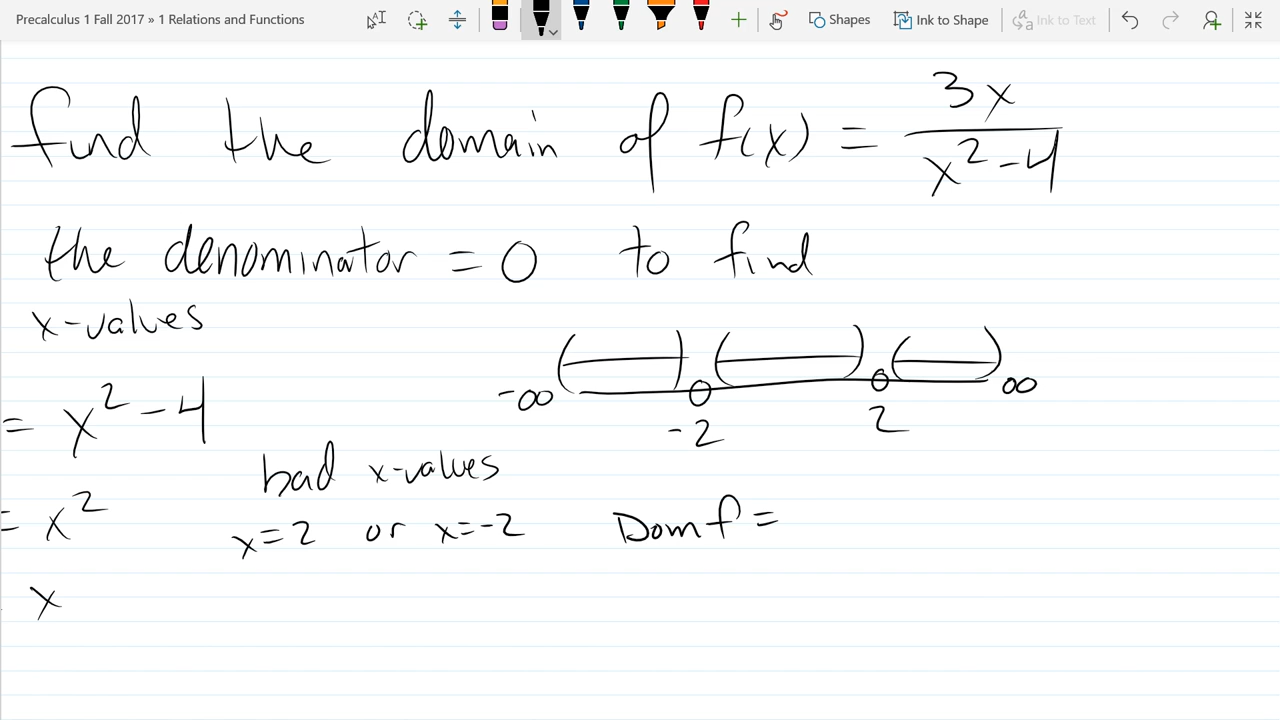 Precalculus 1 Fall 2017 » 1 Relations and Functions
Shapes
Ink to Shape
Ink to Text
find the domain of f(x) = 3x / x² - 4
the denominator = 0 to find
x-values
= x² - 4
-∞ ( ) ( ) ( ) ∞
-2 2
bad x-values
= x²
x=2 or x=-2
Dom f =
x